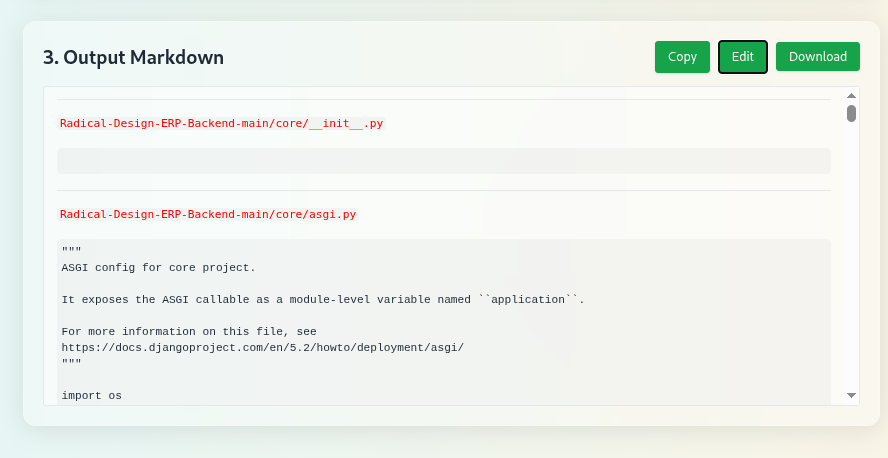 3. Output Markdown
Copy
Edit
Download
Radical-Design-ERP-Backend-main/core/__init__.py
Radical-Design-ERP-Backend-main/core/asgi.py
"""
ASGI config for core project.
It exposes the ASGI callable as a module-level variable named ``application``.
For more information on this file, see
https://docs.djangoproject.com/en/5.2/howto/deployment/asgi/
"""
import os